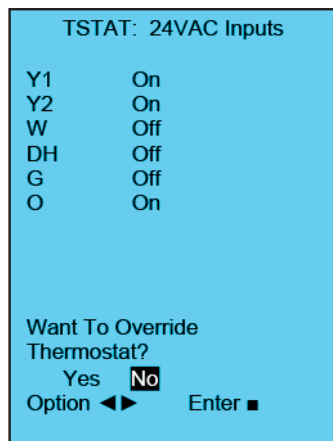 TSTAT: 24VAC Inputs
Y1 On
Y2 On
W Off
DH Off
G Off
O On
Want To Override
Thermostat?
Yes No
Option ◄► Enter ■